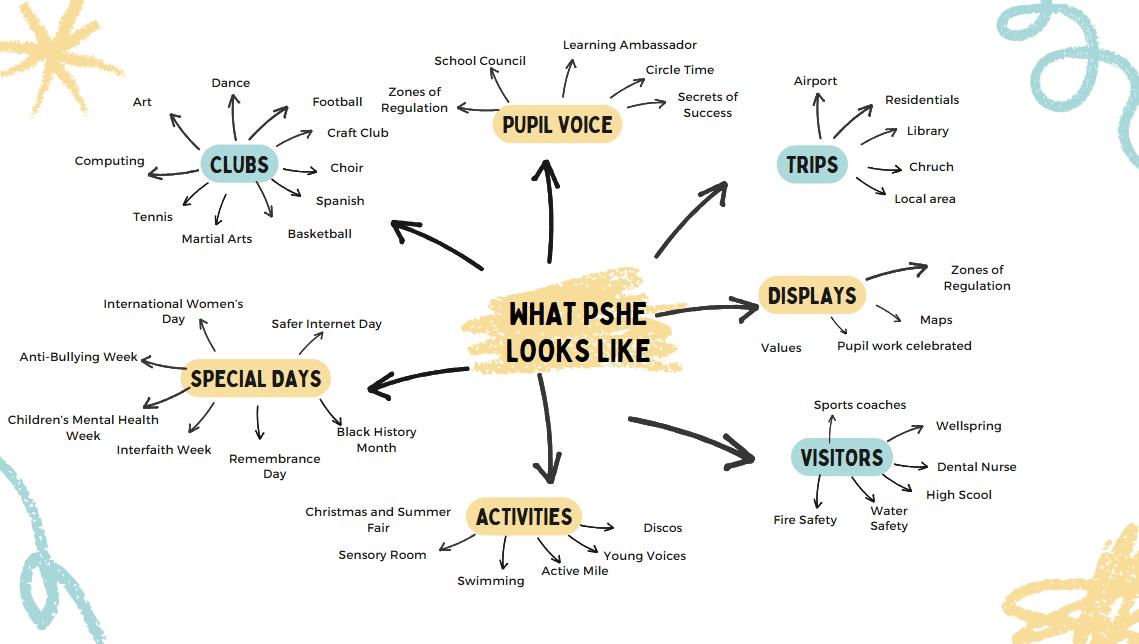 WHAT PSHE
LOOKS LIKE
PUPIL VOICE
Zones of
Regulation
School Council
Learning Ambassador
Circle Time
Secrets of
Success
TRIPS
Airport
Residentials
Library
Chruch
Local area
DISPLAYS
Zones of
Regulation
Maps
Pupil work celebrated
Values
VISITORS
Sports coaches
Wellspring
Dental Nurse
High Scool
Water
Safety
Fire Safety
ACTIVITIES
Discos
Young Voices
Active Mile
Swimming
Sensory Room
Christmas and Summer
Fair
SPECIAL DAYS
Safer Internet Day
International Women's
Day
Anti-Bullying Week
Children's Mental Health
Week
Interfaith Week
Remembrance
Day
Black History
Month
CLUBS
Computing
Art
Dance
Football
Craft Club
Choir
Spanish
Basketball
Martial Arts
Tennis